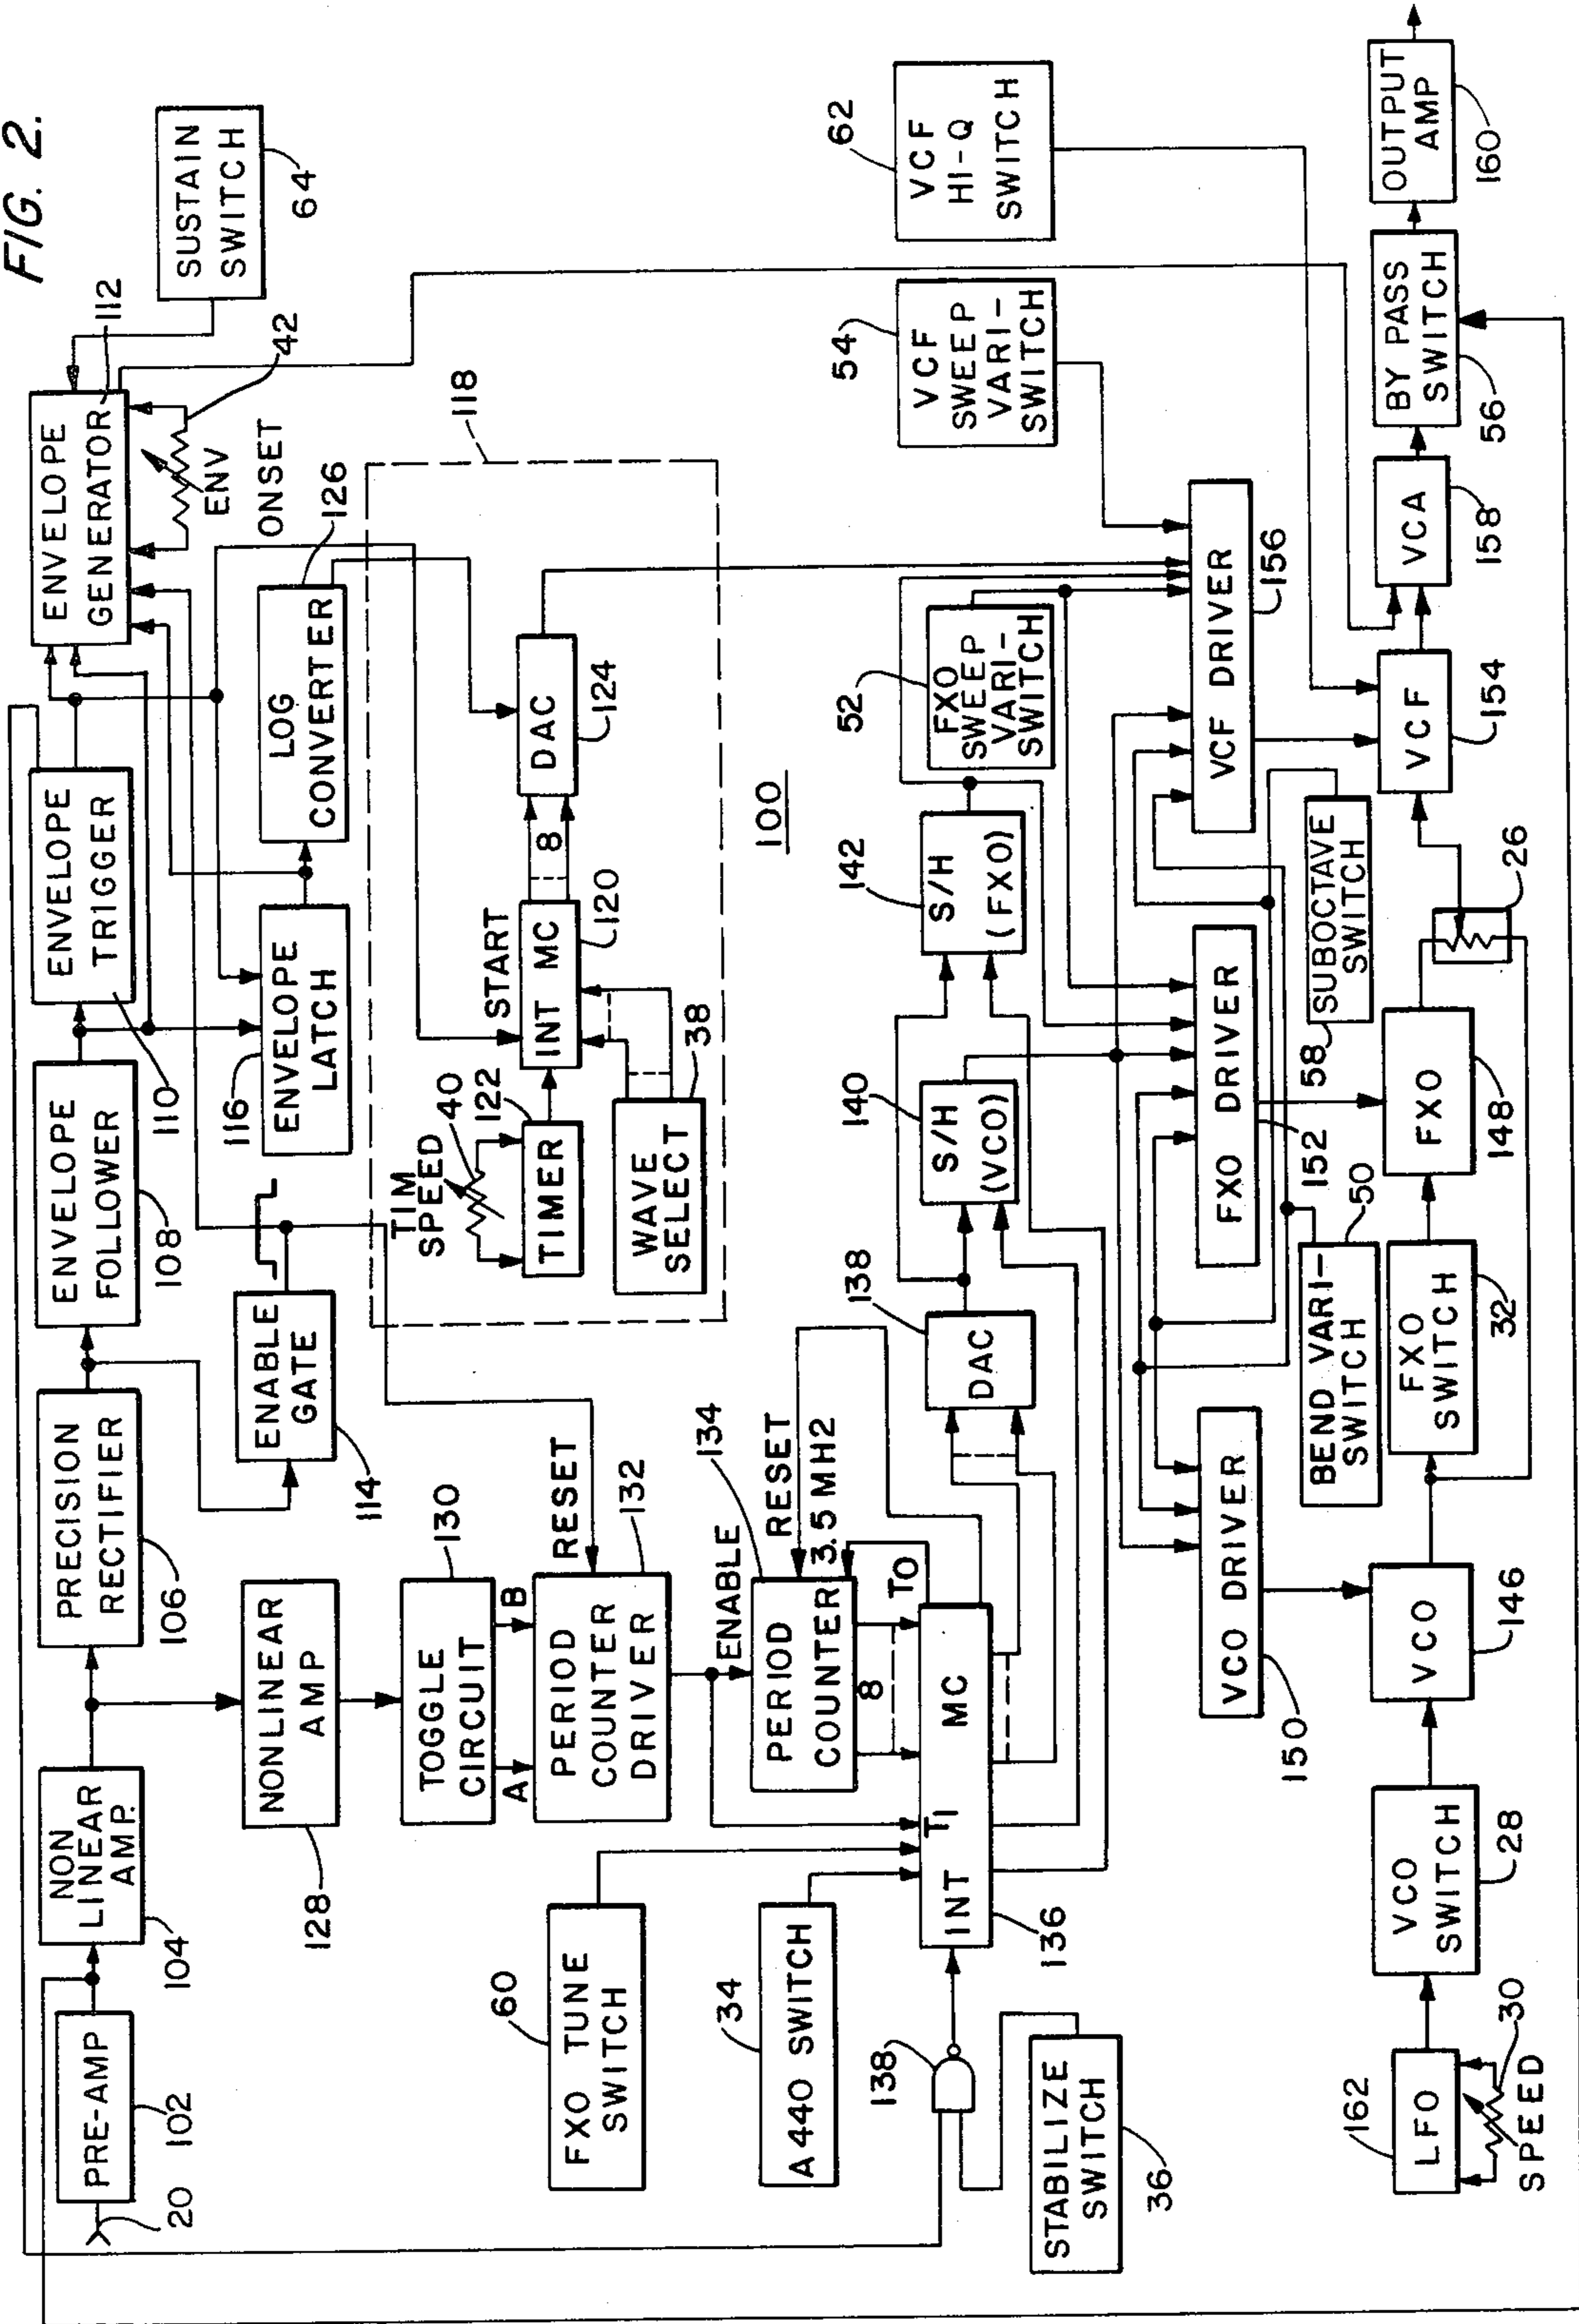 FIG. 2.
20
PRE-AMP
102
NON
LINEAR
AMP.
104
PRECISION
RECTIFIER
106
ENVELOPE
FOLLOWER
108
ENVELOPE
TRIGGER
110
ENVELOPE
GENERATOR
112
SUSTAIN
SWITCH
64
42
ENV
ONSET
NONLINEAR
AMP
128
ENABLE
GATE
114
ENVELOPE
LATCH
116
LOG
CONVERTER
126
118
TOGGLE
CIRCUIT
130
A
B
RESET
PERIOD
COUNTER
DRIVER
132
TIM
SPEED
40
TIMER
122
START
INT MC
120
8
DAC
124
WAVE
SELECT
38
100
FXO TUNE
SWITCH
60
ENABLE
PERIOD
COUNTER
134
RESET
3.5 MH2
8
TO
A 440 SWITCH
34
T1
INT
MC
136
138
STABILIZE
SWITCH
36
DAC
138
S/H
(VCO)
140
S/H
(FXO)
142
FXO
SWEEP
VARI-
SWITCH
52
VCF
SWEEP
VARI-
SWITCH
54
VCF
HI-Q
SWITCH
62
VCO DRIVER
150
FXO DRIVER
152
VCF DRIVER
156
BEND VARI-
SWITCH
50
SUBOCTAVE
SWITCH
58
LFO
162
30
SPEED
VCO
SWITCH
28
VCO
146
FXO
SWITCH
32
FXO
148
26
VCF
154
VCA
158
BY PASS
SWITCH
56
OUTPUT
AMP
160